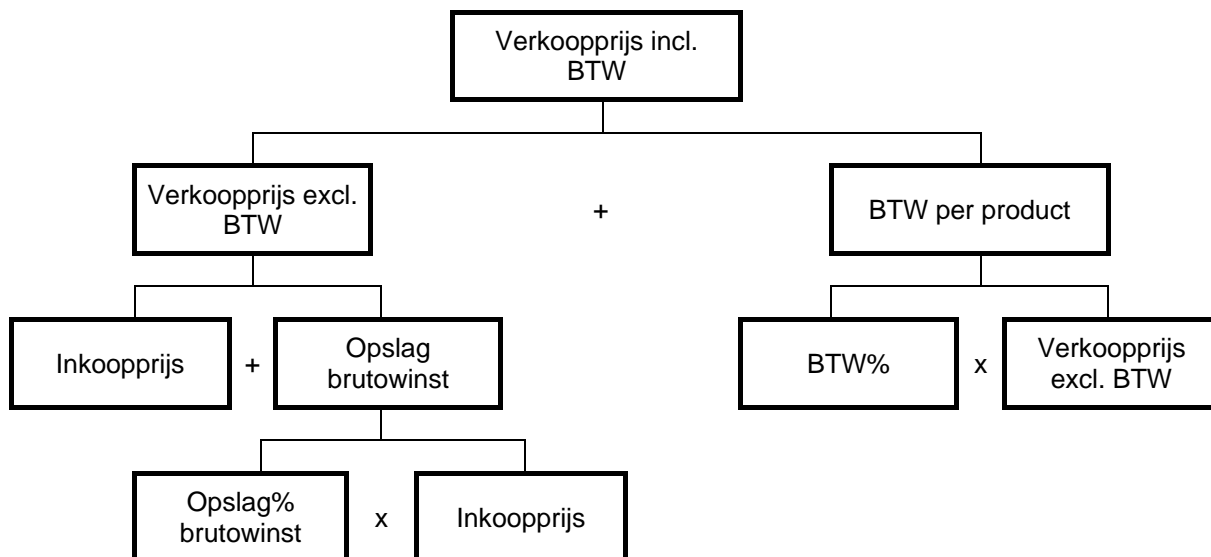 Verkoopprijs incl.
BTW
Verkoopprijs excl.
BTW
+
BTW per product
Inkoopprijs
+
Opslag
brutowinst
BTW%
x
Verkoopprijs
excl. BTW
Opslag%
brutowinst
x
Inkoopprijs